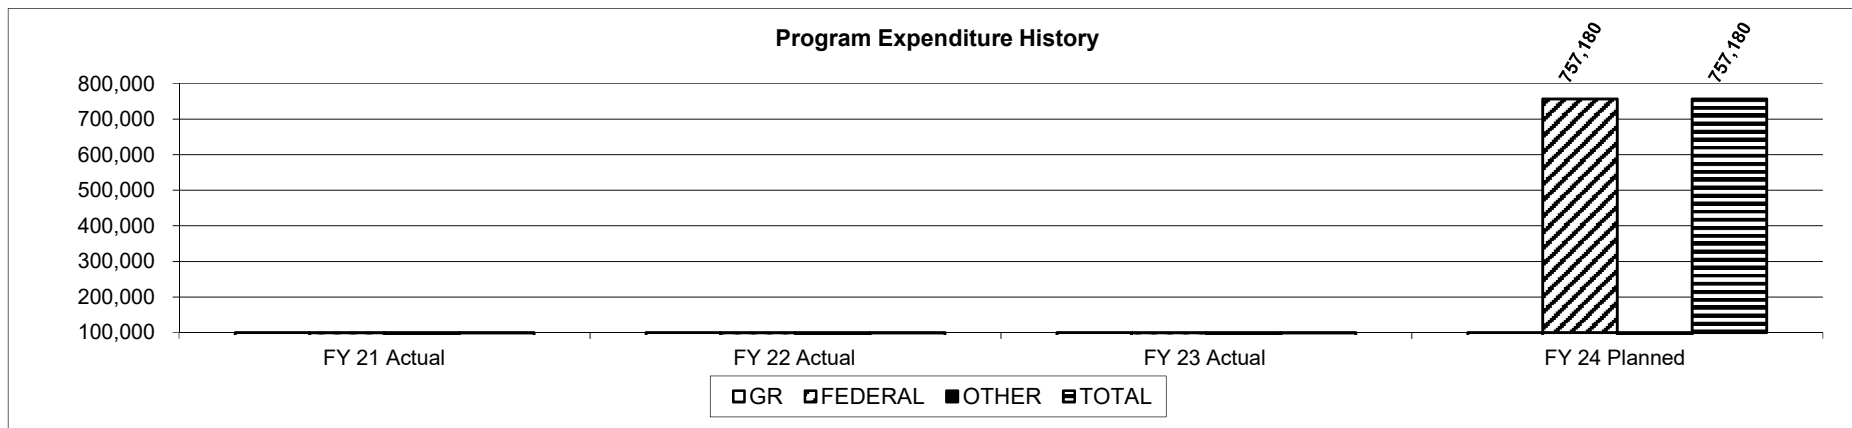 Program Expenditure History
757,180
757,180
800,000
700,000
600,000
500,000
400,000
300,000
200,000
100,000
FY 21 Actual
FY 22 Actual
FY 23 Actual
FY 24 Planned
GR
FEDERAL
OTHER
TOTAL